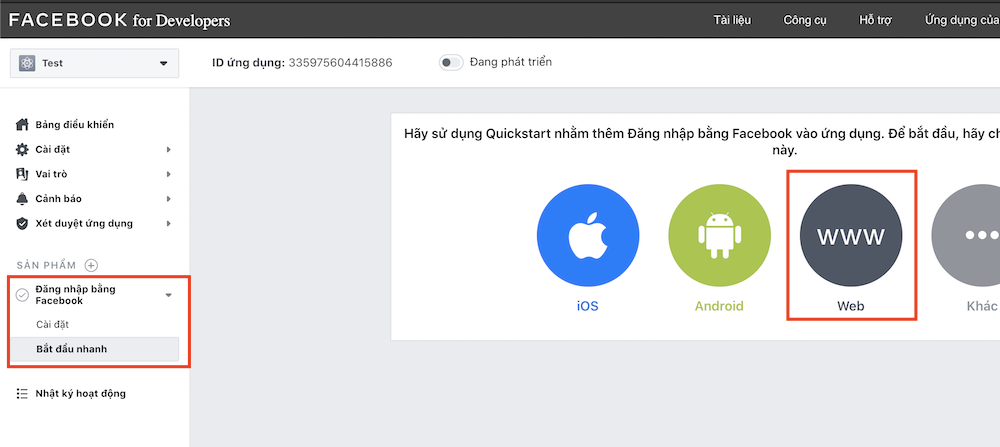 FACEBOOK for Developers
Tài liệu
Công cụ
Hỗ trợ
Ứng dụng của
Test
ID ứng dụng: 335975604415886
Đang phát triển
Bảng điều khiển
Cài đặt
Vai trò
Cảnh báo
Xét duyệt ứng dụng
SẢN PHẨM
Đăng nhập bằng
Facebook
Cài đặt
Bắt đầu nhanh
Nhật ký hoạt động
Hãy sử dụng Quickstart nhằm thêm Đăng nhập bằng Facebook vào ứng dụng. Để bắt đầu, hãy
này.
www
iOS
Android
Web
Khác